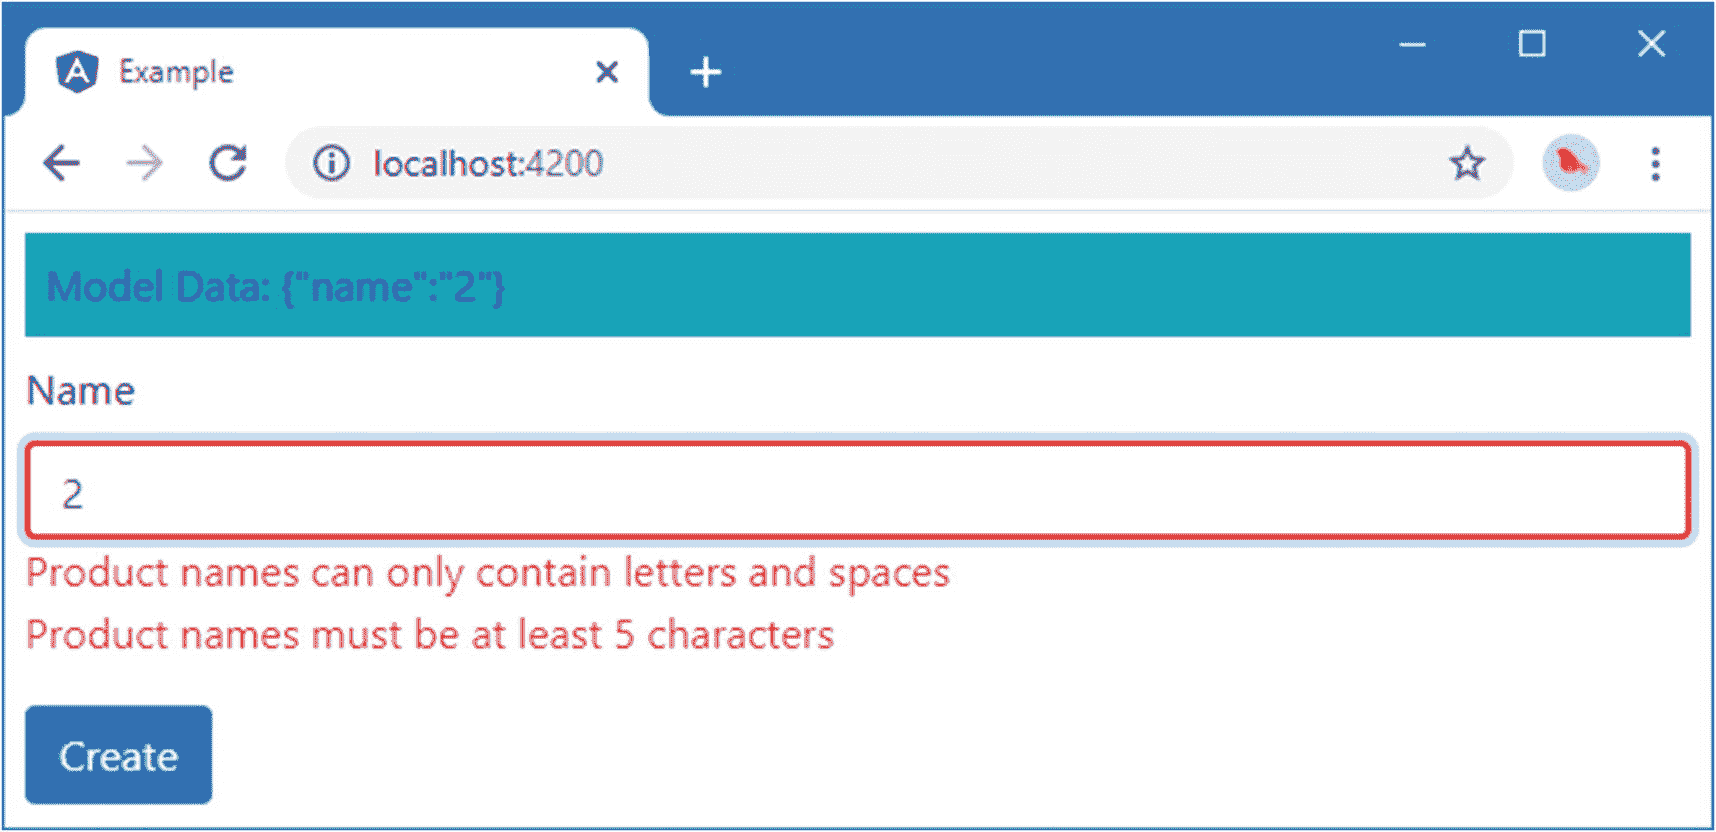 Example
localhost:4200
Model Data: {"name":"2"}
Name
2
Product names can only contain letters and spaces
Product names must be at least 5 characters
Create